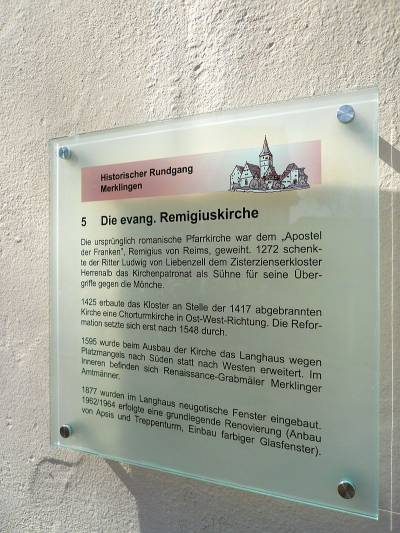 Historischer Rundgang
Merklingen
5 Die evang. Remigiuskirche
Die ursprünglich romanische Pfarrkirche war dem „Apostel
der Franken", Remigius von Reims, geweiht. 1272 schenk-
te der Ritter Ludwig von Liebenzell dem Zisterzienserkloster
Herrenalb das Kirchenpatronat als Sühne für seine Über-
griffe gegen die Mönche.
1425 erbaute das Kloster an Stelle der 1417 abgebrannten
Kirche eine Chorturmkirche in Ost-West-Richtung. Die Refor-
mation setzte sich erst nach 1548 durch.
1595 wurde beim Ausbau der Kirche das Langhaus wegen
Platzmangels nach Süden statt nach Westen erweitert. Im
Inneren befinden sich Renaissance-Grabmäler Merklinger
Amtmänner.
1877 wurden im Langhaus neugotische Fenster eingebaut.
1962/1964 erfolgte eine grundlegende Renovierung (Anbau
von Apsis und Treppenturm, Einbau farbiger Glasfenster).